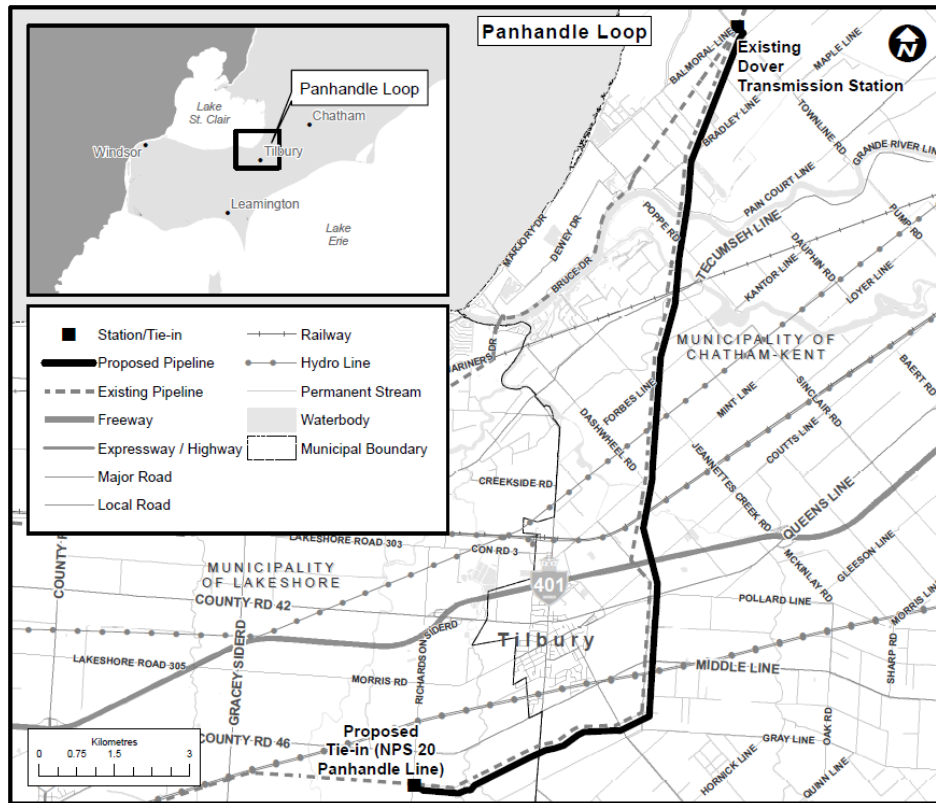 Panhandle Loop
N
Existing
Dover
Transmission Station
Panhandle Loop
Lake
St. Clair
Chatham
Windsor
Tilbury
Leamington
Lake
Erie
BALMORAL LINE
MAPLE LINE
BRADLEY LINE
TOWNLINE RD
GRANDE RIVER LINE
PAIN COURT LINE
PUMP RD
POPPE RD
MARJORY DR
DEWEY DR
BRUCE DR
TECUMSEH LINE
DAUPHIN RD
KANTOR LINE
LOYER LINE
MUNICIPALITY OF
CHATHAM-KENT
BAERT RD
FORBES LINE
MINT LINE
SINCLAIR RD
DASHWHEEL RD
COUTTS LINE
JEANNETTES CREEK RD
CREEKSIDE RD
QUEENS LINE
GLEESON LINE
MCKINLAY RD
MORRIS LINE
Station/Tie-in
Proposed Pipeline
Existing Pipeline
Freeway
Expressway / Highway
Major Road
Local Road
Railway
Hydro Line
Permanent Stream
Waterbody
Municipal Boundary
LAKESHORE ROAD 303
CON RD 3
401
MUNICIPALITY
OF LAKESHORE
COUNTY RD 42
POLLARD LINE
SIDERD
RICHARDSON
GRACEY SIDERD
Tilbury
LAKESHORE ROAD 305
MORRIS RD
MIDDLE LINE
SHARP RD
OAK RD
COUNTY RD 46
GRAY LINE
HORNICK LINE
QUINN LINE
Kilometres
0 0.75 1.5 3
Proposed
Tie-in (NPS 20
Panhandle Line)